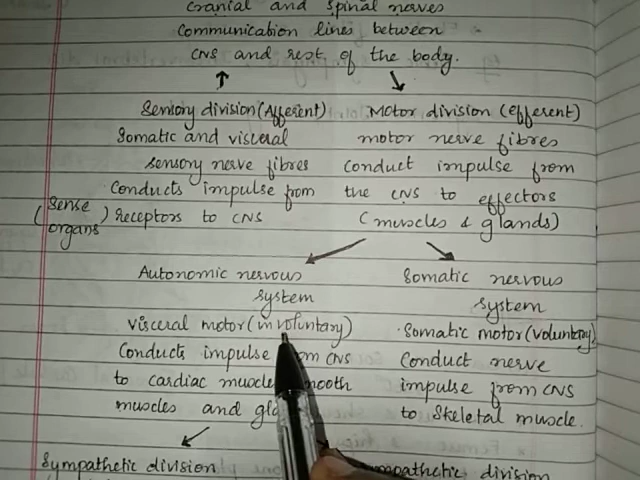 Cranial and Spinal nerves
Communication lines between
CNS and rest of the body.
Sensory division (Afferent)
Somatic and visceral
sensory nerve fibres
Conducts impulse from
(sense organs) receptors to CNS
Motor division (efferent)
motor nerve fibres
conduct impulse from
the CNS to effectors
(muscles & glands)
Autonomic nervous
system
visceral motor (involuntary)
Conducts impulse CNS
to cardiac
muscles and
Somatic nervous
system
Somatic motor (voluntary)
Conduct nerve
impulse from CNS
to skeletal muscle.
Sympathetic division
division